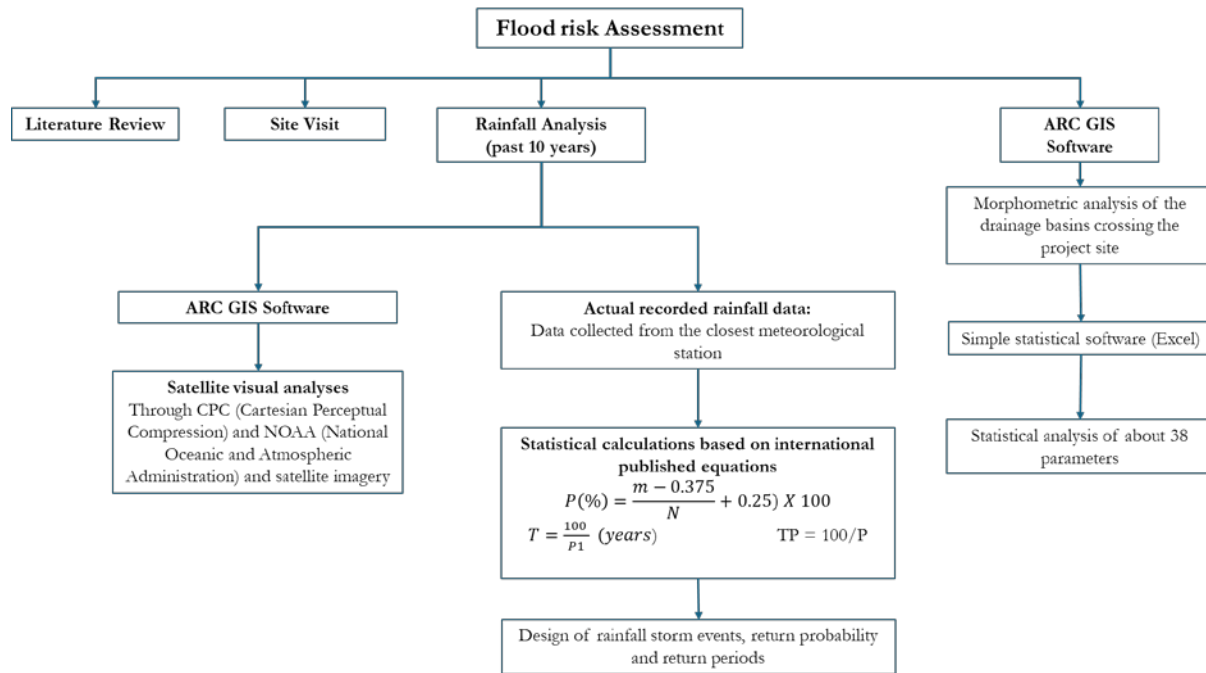 Flood risk Assessment
Literature Review
Site Visit
Rainfall Analysis
(past 10 years)
ARC GIS
Software
Morphometric analysis of the
drainage basins crossing the
project site
Simple statistical software (Excel)
Statistical analysis of about 38
parameters
ARC GIS Software
Satellite visual analyses
Through CPC (Cartesian Perceptual
Compression) and NOAA (National
Oceanic and Atmospheric
Administration) and satellite imagery
Actual recorded rainfall data:
Data collected from the closest meteorological
station
Statistical calculations based on international
published equations
P(%) = \frac{m − 0.375}{N} + 0.25) X 100
T = \frac{100}{P1} (years) TP = 100/P
Design of rainfall storm events, return probability
and return periods